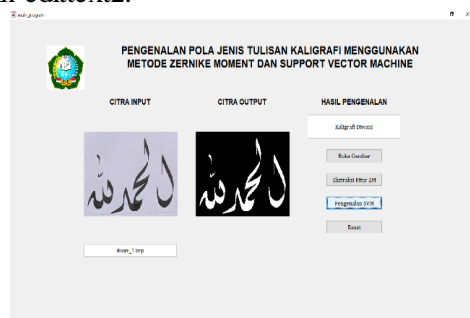 main_program
PENGENALAN POLA JENIS TULISAN KALIGRAFI MENGGUNAKAN
METODE ZERNIKE MOMENT DAN SUPPORT VECTOR MACHINE
CITRA INPUT
CITRA OUTPUT
HASIL PENGENALAN
Kaligrafi Diwani
الحمد لله
الحمد لله
Buka Gambar
Ekstraksi Fitur ZM
Pengenalan SVM
Reset